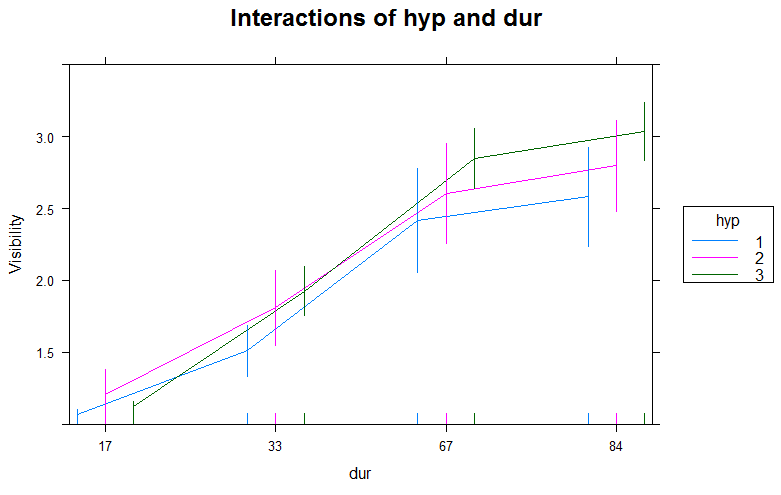 Interactions of hyp and dur
Visibility
3.0
2.5
2.0
1.5
17 33 67 84
dur
hyp
1
2
3